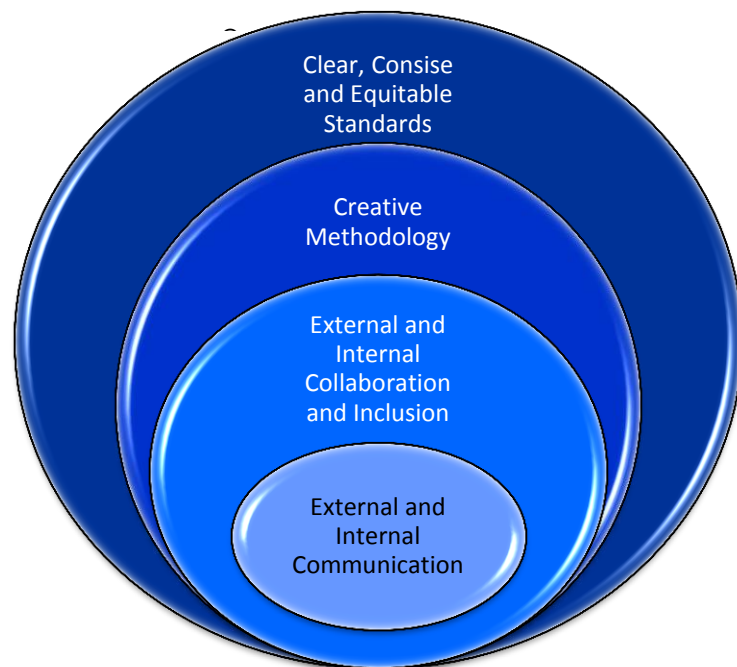 Clear, Consise
and Equitable
Standards
Creative
Methodology
External and
Internal
Collaboration
and Inclusion
External and
Internal
Communication